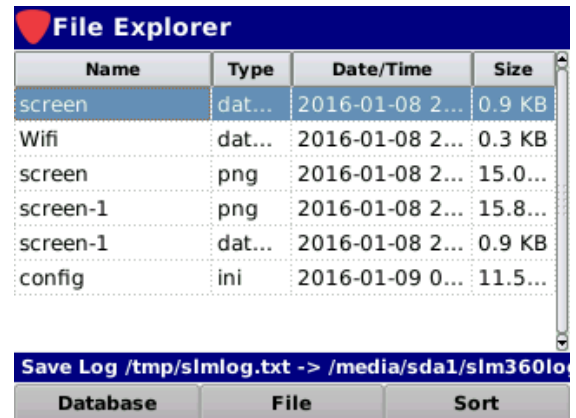 File Explorer
Name Type Date/Time Size
screen dat... 2016-01-08 2... 0.9 KB
Wifi dat... 2016-01-08 2... 0.3 KB
screen png 2016-01-08 2... 15.0...
screen-1 png 2016-01-08 2... 15.8...
screen-1 dat... 2016-01-08 2... 0.9 KB
config ini 2016-01-09 0... 11.5...
Save Log /tmp/slmlog.txt -> /media/sda1/slm360lo
Database File Sort